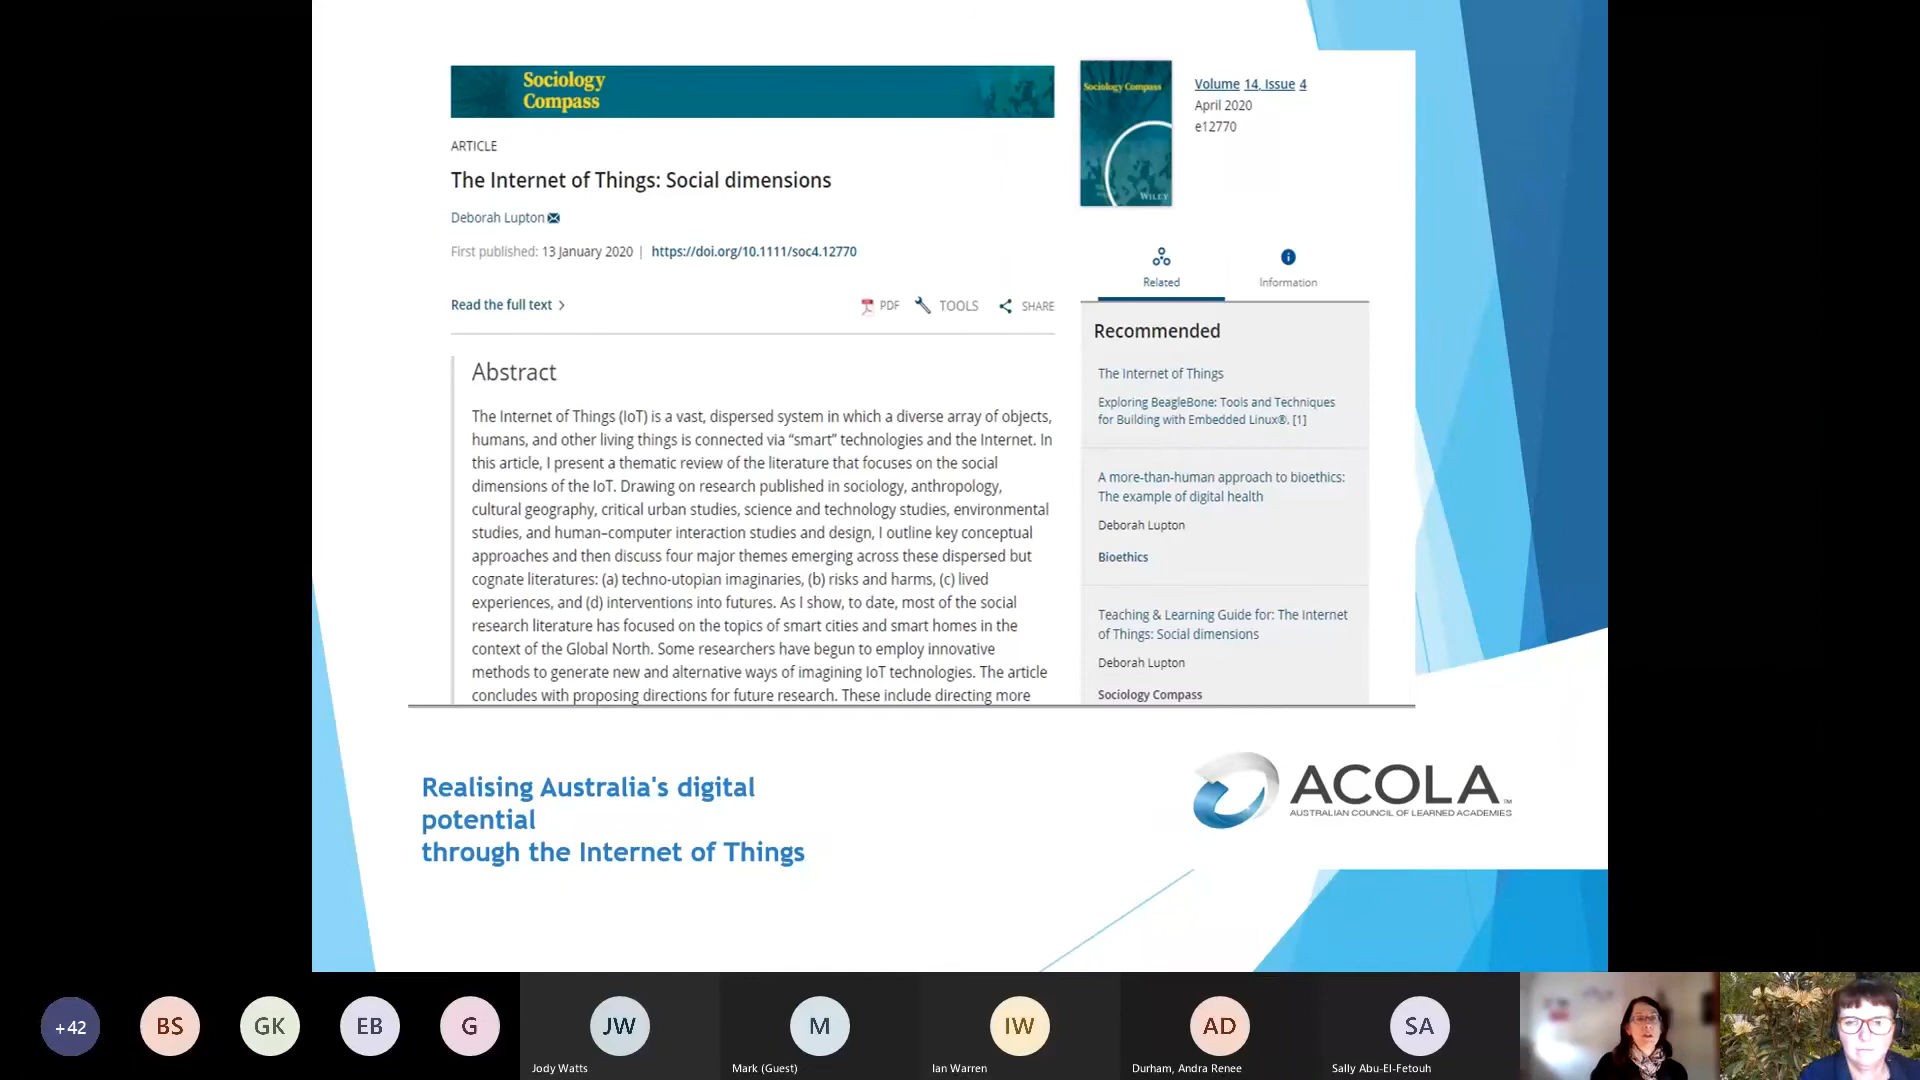 Sociology
Compass
ARTICLE
The Internet of Things: Social dimensions
Deborah Lupton
First published: 13 January 2020 | https://doi.org/10.1111/soc4.12770
Read the full text
PDF TOOLS SHARE
Abstract
The Internet of Things (IoT) is a vast, dispersed system in which a diverse array of objects,
humans, and other living things is connected via “smart” technologies and the Internet. In
this article, I present a thematic review of the literature that focuses on the social
dimensions of the IoT. Drawing on research published in sociology, anthropology,
cultural geography, critical urban studies, science and technology studies, environmental
studies, and human–computer interaction studies and design, I outline key conceptual
approaches and then discuss four major themes emerging across these dispersed but
cognate literatures: (a) techno-utopian imaginaries, (b) risks and harms, (c) lived
experiences, and (d) interventions into futures. As I show, to date, most of the social
research literature has focused on the topics of smart cities and smart homes in the
context of the Global North. Some researchers have begun to employ innovative
methods to generate new and alternative ways of imagining IoT technologies. The article
concludes with proposing directions for future research. These include directing more
Sociology Compass
WILEY
Volume 14, Issue 4
April 2020
e12770
Related
Information
Recommended
The Internet of Things
Exploring BeagleBone: Tools and Techniques
for Building with Embedded Linux®, [1]
A more-than-human approach to bioethics:
The example of digital health
Deborah Lupton
Bioethics
Teaching & Learning Guide for: The Internet
of Things: Social dimensions
Deborah Lupton
Sociology Compass
Realising Australia's digital
potential
through the Internet of Things
ACOLA™
AUSTRALIAN COUNCIL OF LEARNED ACADEMIES
+42
BS
GK
EB
G
JW
Jody Watts
M
Mark (Guest)
IW
Ian Warren
AD
Durham, Andra Renee
SA
Sally Abu-El-Fetouh